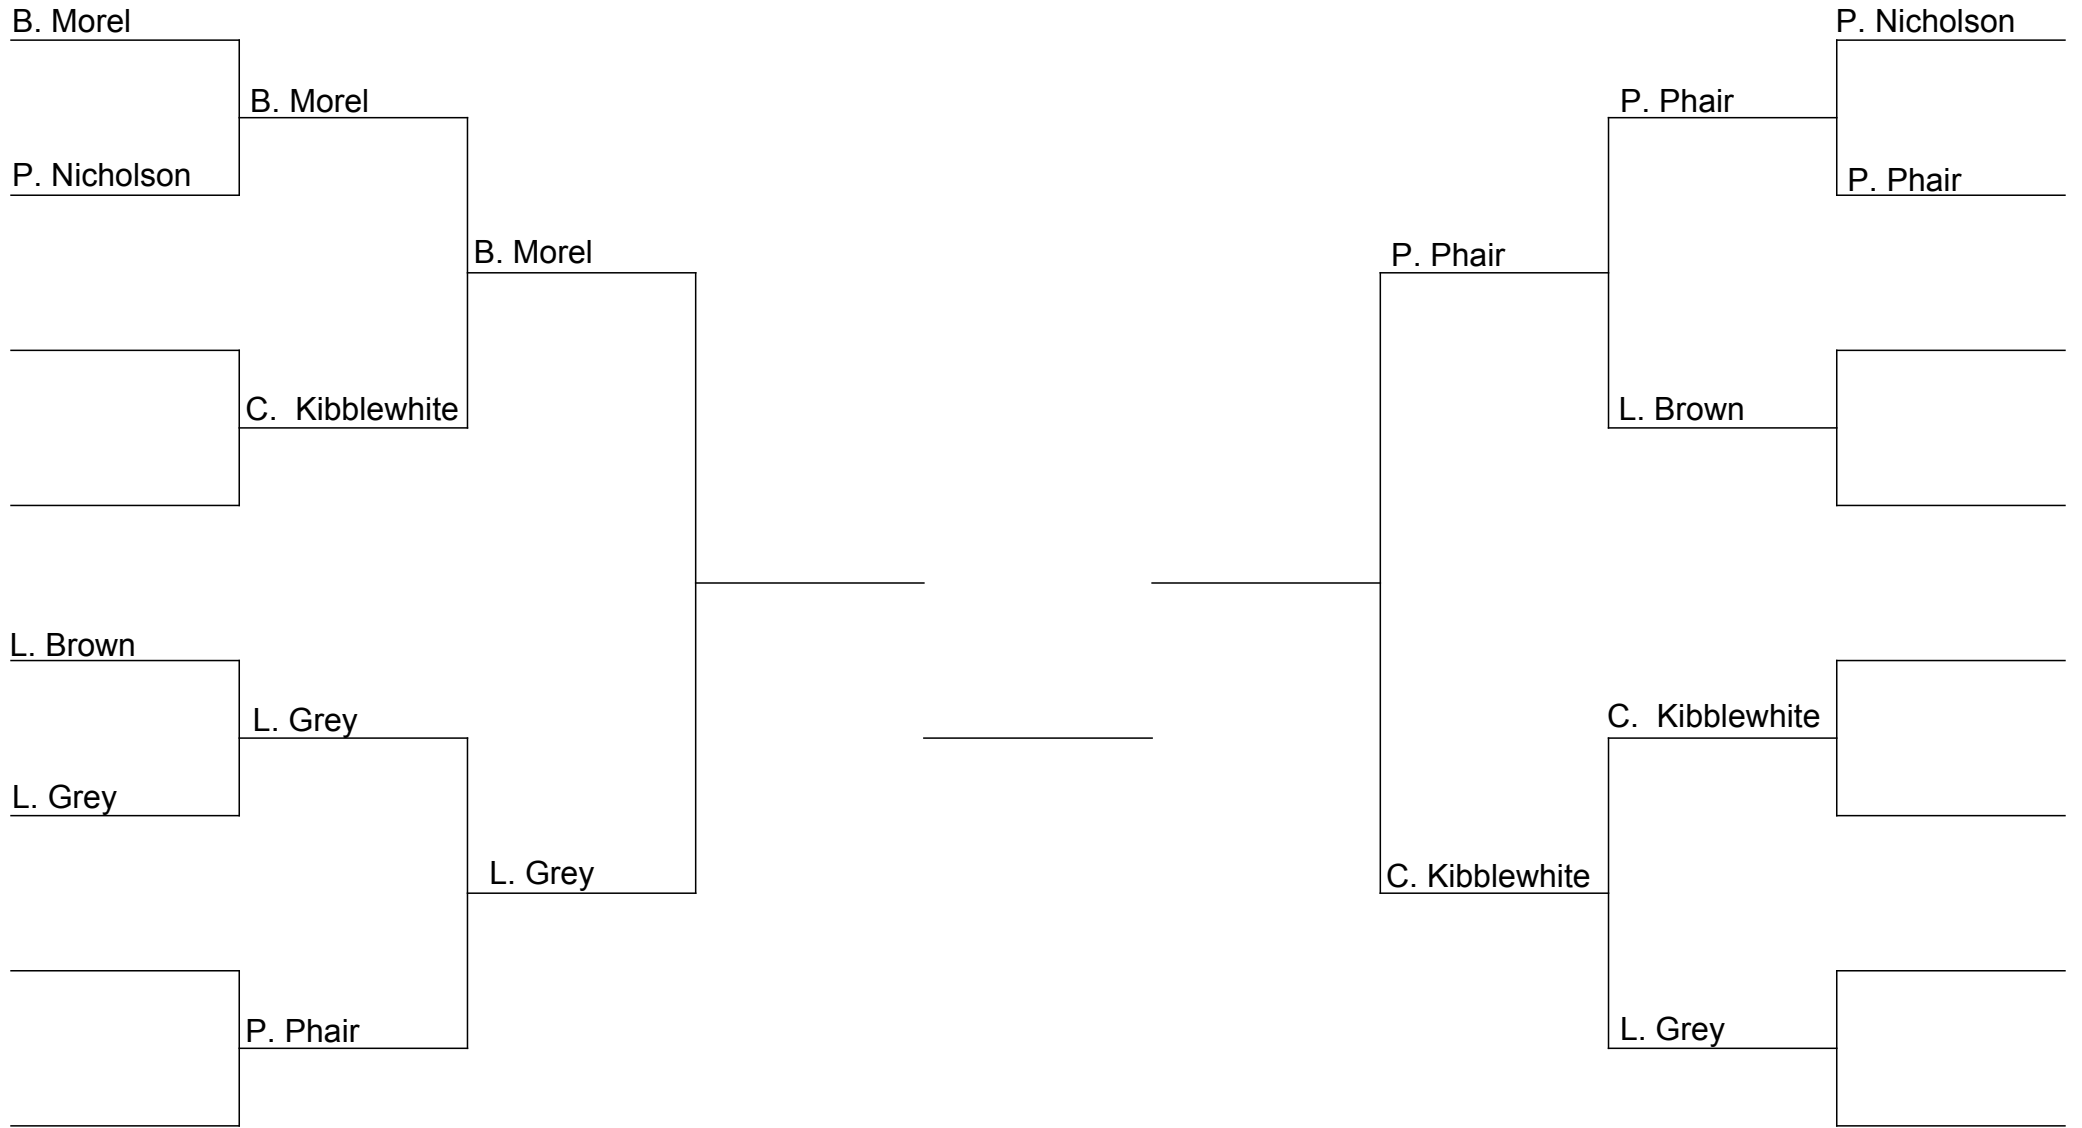 B. Morel
B. Morel
P. Nicholson
B. Morel
C.  Kibblewhite
L. Brown
L. Grey
L. Grey
L. Grey
P. Phair
P. Nicholson
P. Phair
P. Phair
P. Phair
L. Brown
C.  Kibblewhite
C. Kibblewhite
L. Grey